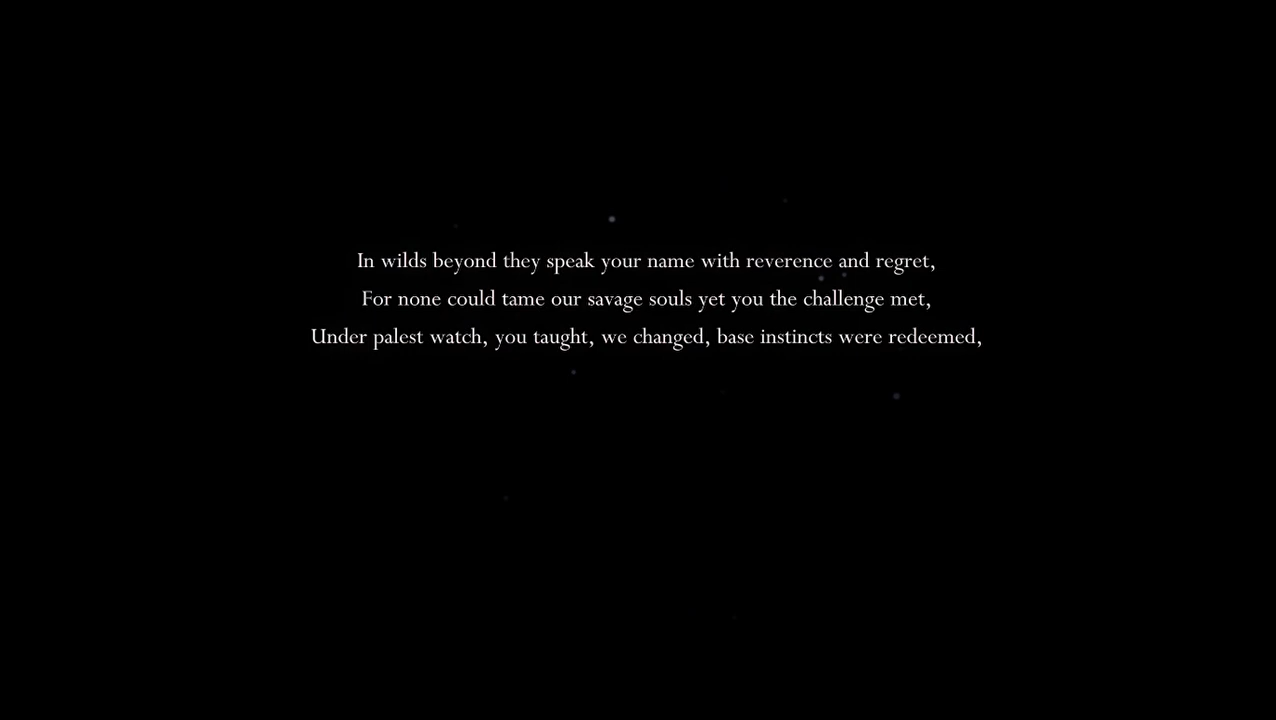 In wilds beyond they speak your name with reverence and regret,
For none could tame our savage souls yet you the challenge met,
Under palest watch, you taught, we changed, base instincts were redeemed,